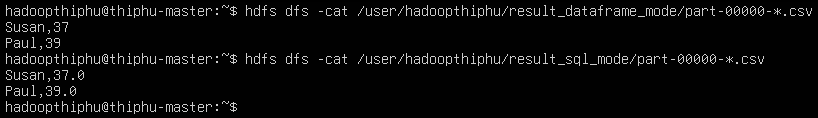 hadoopthiphu@thiphu-master:~$ hdfs dfs -cat /user/hadoopthiphu/result_dataframe_mode/part-00000-*.csv
Susan,37
Paul,39
hadoopthiphu@thiphu-master:~$ hdfs dfs -cat /user/hadoopthiphu/result_sql_mode/part-00000-*.csv
Susan,37.0
Paul,39.0
hadoopthiphu@thiphu-master:~$